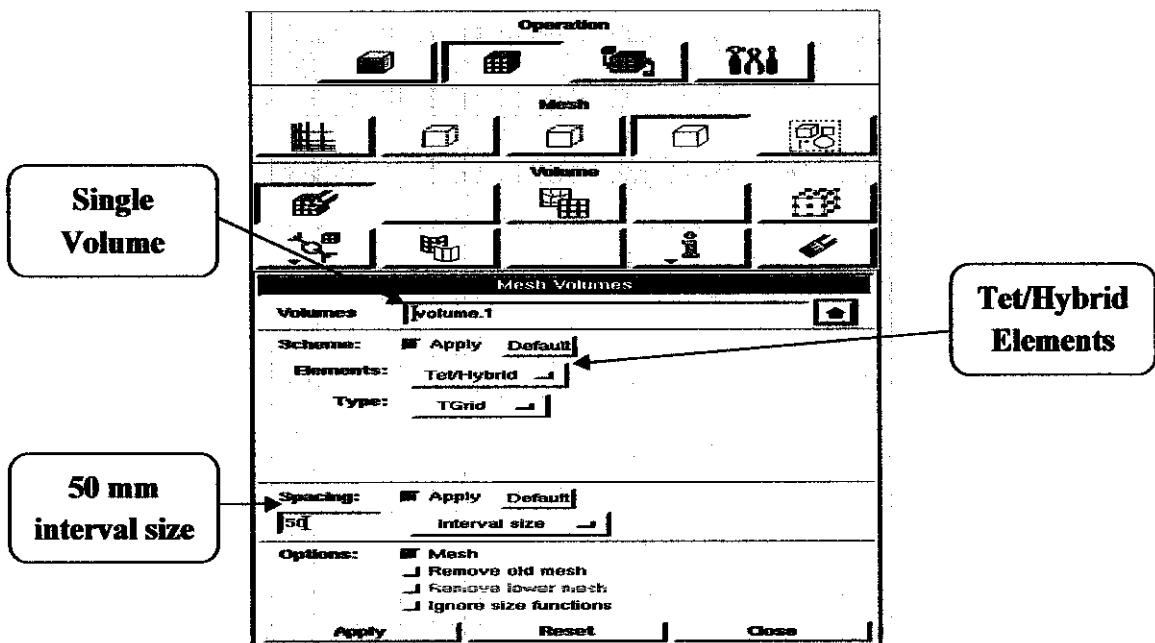 Operation
Mesh
Volume
Single
Volume
Mesh Volumes
Volumes volume.1
Tet/Hybrid
Elements
Scheme: Apply Default
Elements: Tet/Hybrid
Type: TGrid
50 mm
interval size
Spacing: Apply Default
50 Interval size
Options: Mesh
Remove old mesh
Remove lower mesh
Ignore size functions
Apply Reset Close